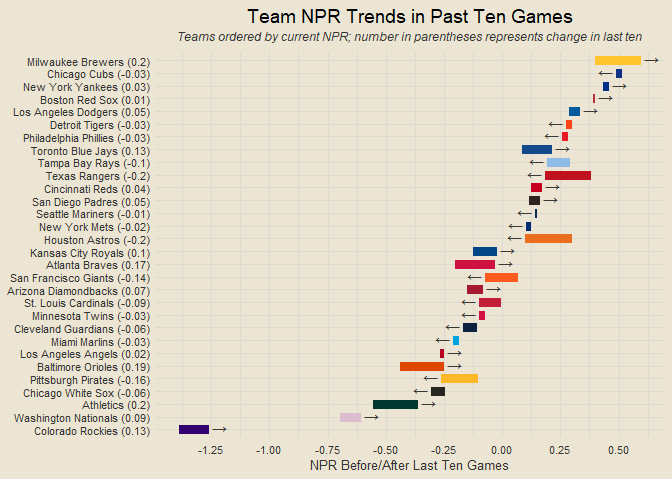 Team NPR Trends in Past Ten Games
Teams ordered by current NPR; number in parentheses represents change in last ten
Milwaukee Brewers (0.2)
Chicago Cubs (-0.03)
New York Yankees (0.03)
Boston Red Sox (0.01)
Los Angeles Dodgers (0.05)
Detroit Tigers (-0.03)
Philadelphia Phillies (-0.03)
Toronto Blue Jays (0.13)
Tampa Bay Rays (-0.1)
Texas Rangers (-0.2)
Cincinnati Reds (0.04)
San Diego Padres (0.05)
Seattle Mariners (-0.01)
New York Mets (-0.02)
Houston Astros (-0.2)
Kansas City Royals (0.1)
Atlanta Braves (0.17)
San Francisco Giants (-0.14)
Arizona Diamondbacks (0.07)
St. Louis Cardinals (-0.09)
Minnesota Twins (-0.03)
Cleveland Guardians (-0.06)
Miami Marlins (-0.03)
Los Angeles Angels (0.02)
Baltimore Orioles (0.19)
Pittsburgh Pirates (-0.16)
Chicago White Sox (-0.06)
Athletics (0.2)
Washington Nationals (0.09)
Colorado Rockies (0.13)
-1.25 -1.00 -0.75 -0.50 -0.25 0.00 0.25 0.50
NPR Before/After Last Ten Games